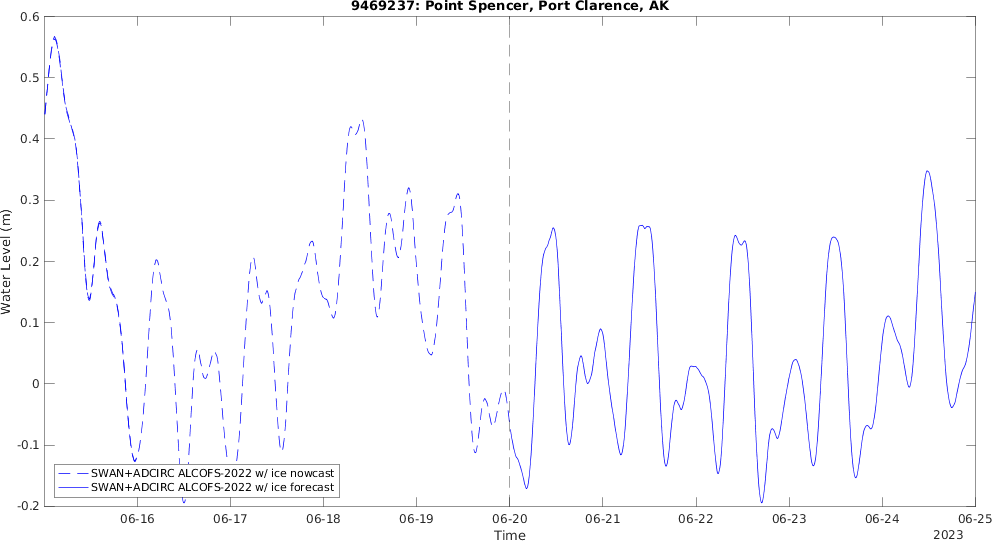 9469237: Point Spencer, Port Clarence, AK
0.6
0.5
0.4
0.3
0.2
0.1
0
-0.1
-0.2
Water Level (m)
SWAN+ADCIRC ALCOFS-2022 w/ ice nowcast
SWAN+ADCIRC ALCOFS-2022 w/ ice forecast
06-16 06-17 06-18 06-19 06-20 06-21 06-22 06-23 06-24 06-25
Time
2023